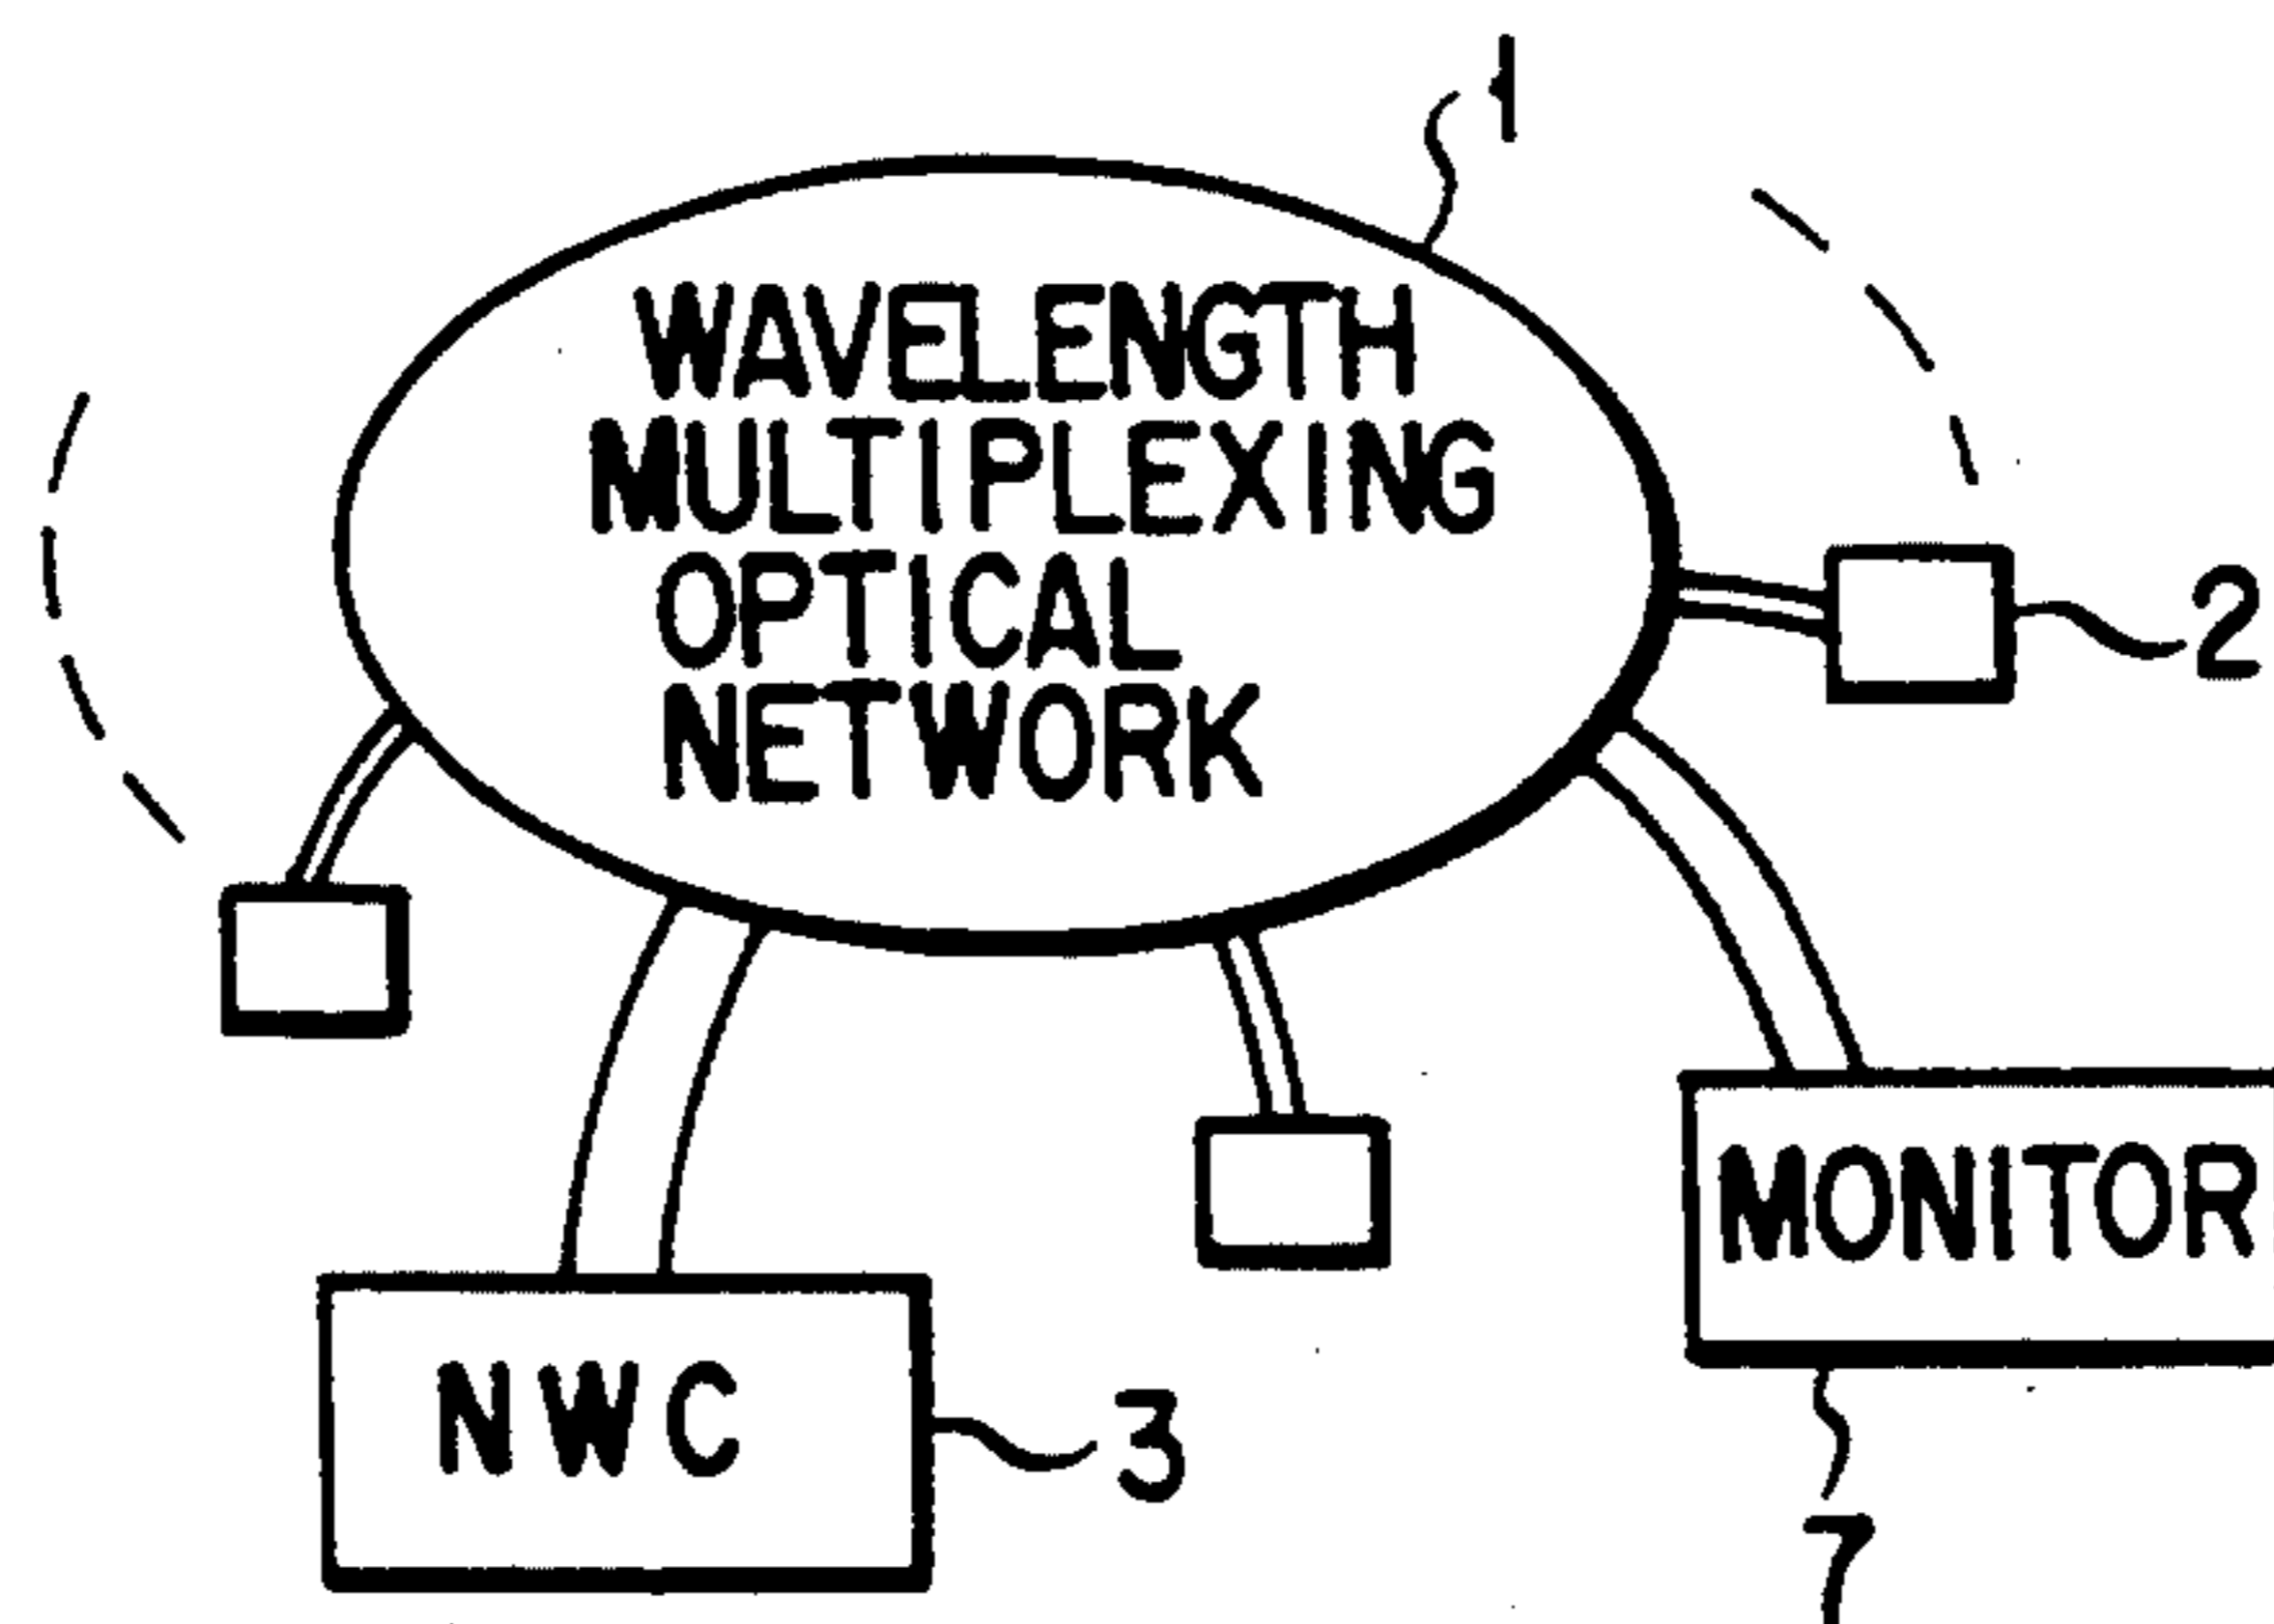 1
WAVELENGTH
MULTIPLEXING
OPTICAL
NETWORK
2
MONITOR
NWC
3
7